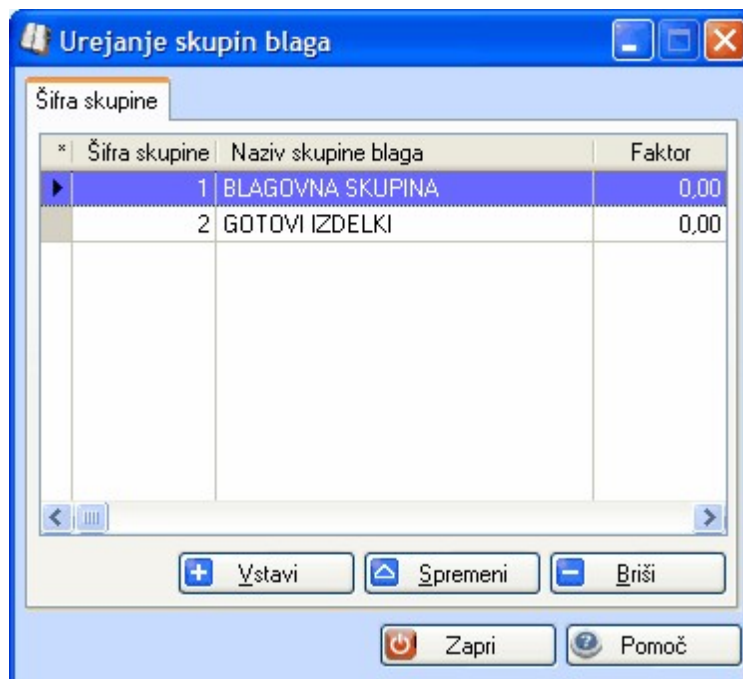 Urejanje skupin blaga
Šifra skupine
* Šifra skupine Naziv skupine blaga Faktor
1 BLAGOVNA SKUPINA 0,00
2 GOTOVI IZDELKI 0,00
Vstavi Spremeni Briši
Zapri Pomoč